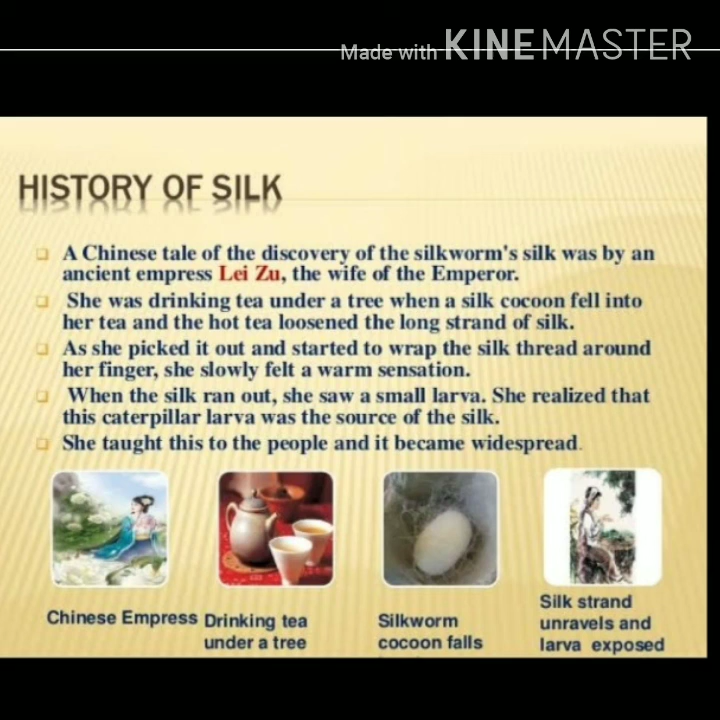 Made with KINEMASTER
HISTORY OF SILK
A Chinese tale of the discovery of the silkworm's silk was by an
ancient empress Lei Zu, the wife of the Emperor.
She was drinking tea under a tree when a silk cocoon fell into
her tea and the hot tea loosened the long strand of silk.
As she picked it out and started to wrap the silk thread around
her finger, she slowly felt a warm sensation.
When the silk ran out, she saw a small larva. She realized that
this caterpillar larva was the source of the silk.
She taught this to the people and it became widespread.
Chinese Empress
Drinking tea
under a tree
Silkworm
cocoon falls
Silk strand
unravels and
larva exposed